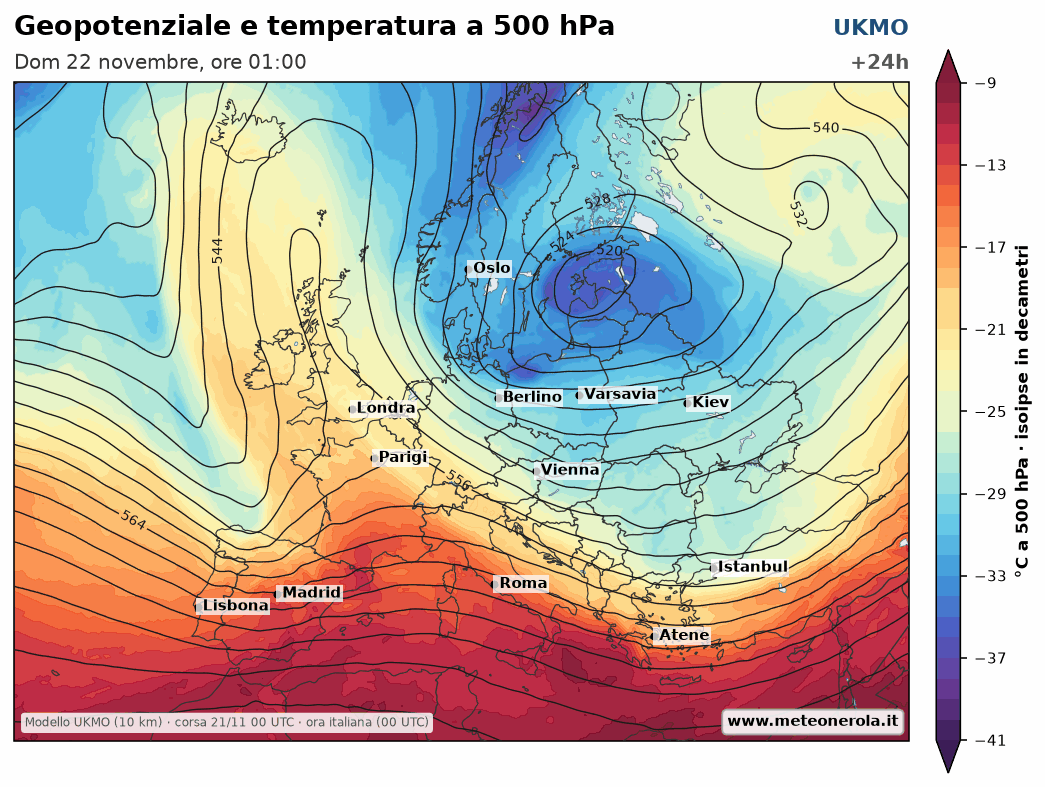 Geopotenziale e temperatura a 500 hPa
UKMO
Dom 22 novembre, ore 01:00
+24h
540
532
528
524
520
544
Oslo
Berlino
Varsavia
Kiev
Londra
Parigi
Vienna
556
564
Istanbul
Roma
Madrid
Lisbona
Atene
Modello UKMO (10 km) · corsa 21/11 00 UTC · ora italiana (00 UTC)
www.meteonerola.it
−9
−13
−17
−21
−25
−29
−33
−37
−41
°C a 500 hPa · isoipse in decametri